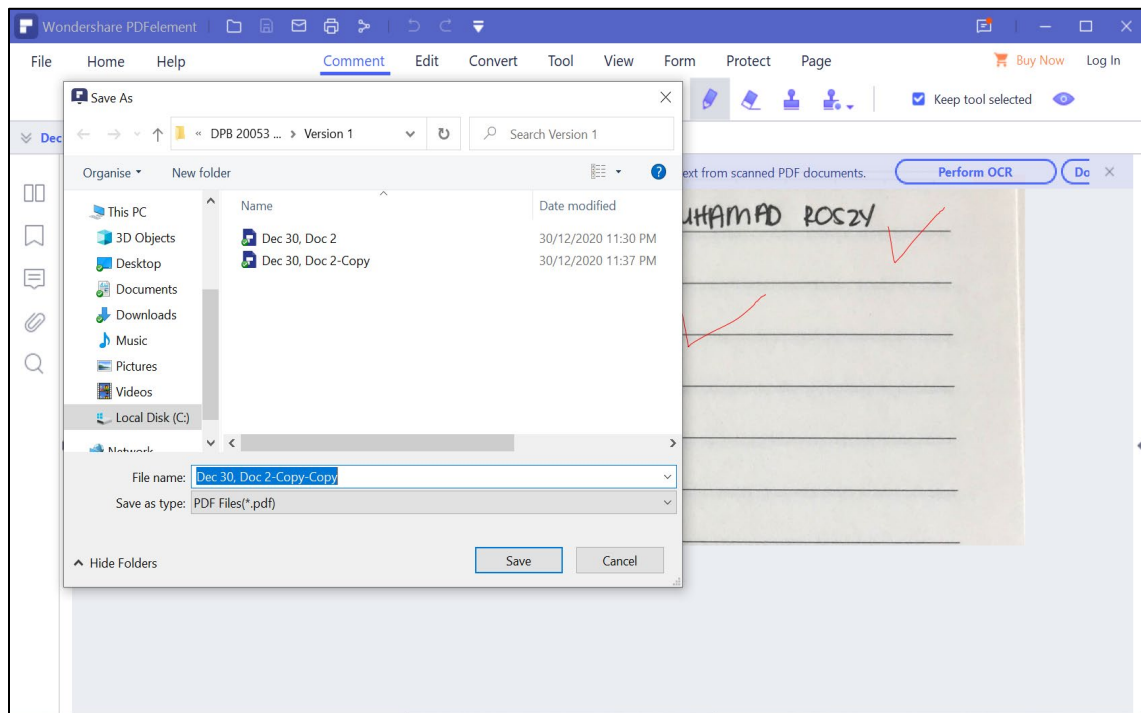 Wondershare PDFelement
File Home Help Comment Edit Convert Tool View Form Protect Page Buy Now Log In
Save As
Keep tool selected
Dec
« DPB 20053 ... > Version 1
Search Version 1
Organise New folder
ext from scanned PDF documents. Perform OCR Do
Name Date modified
UHAMAD ROSZY
This PC
3D Objects
Desktop
Documents
Downloads
Music
Pictures
Videos
Local Disk (C:)
Network
Dec 30, Doc 2 30/12/2020 11:30 PM
Dec 30, Doc 2-Copy 30/12/2020 11:37 PM
File name: Dec 30, Doc 2-Copy-Copy
Save as type: PDF Files(*.pdf)
Hide Folders Save Cancel